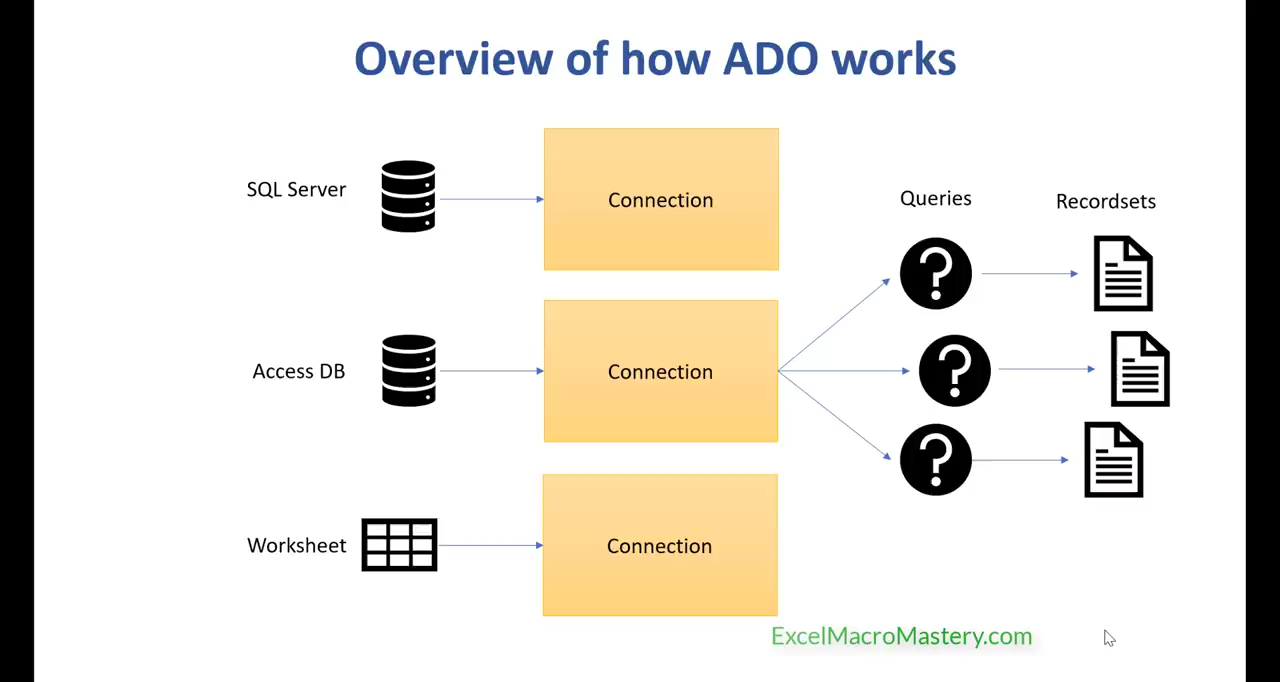 Overview of how ADO works
SQL Server
Connection
Queries
Recordsets
Access DB
Connection
Worksheet
Connection
ExcelMacroMastery.com